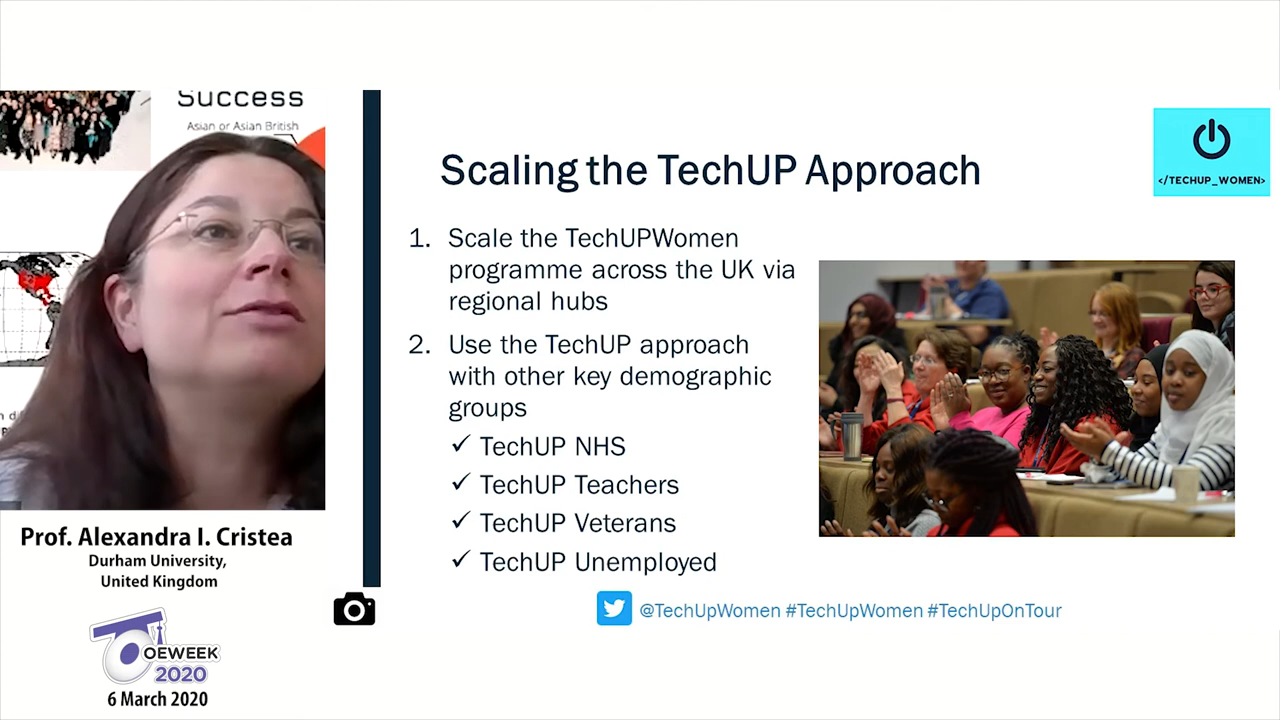 Success
Asian or Asian British
Prof. Alexandra I. Cristea
Durham University,
United Kingdom
OEWEEK
2020
6 March 2020
Scaling the TechUP Approach
</TECHUP_WOMEN>
1. Scale the TechUPWomen
programme across the UK via
regional hubs
2. Use the TechUP approach
with other key demographic
groups
✓ TechUP NHS
✓ TechUP Teachers
✓ TechUP Veterans
✓ TechUP Unemployed
@TechUpWomen #TechUpWomen #TechUpOnTour